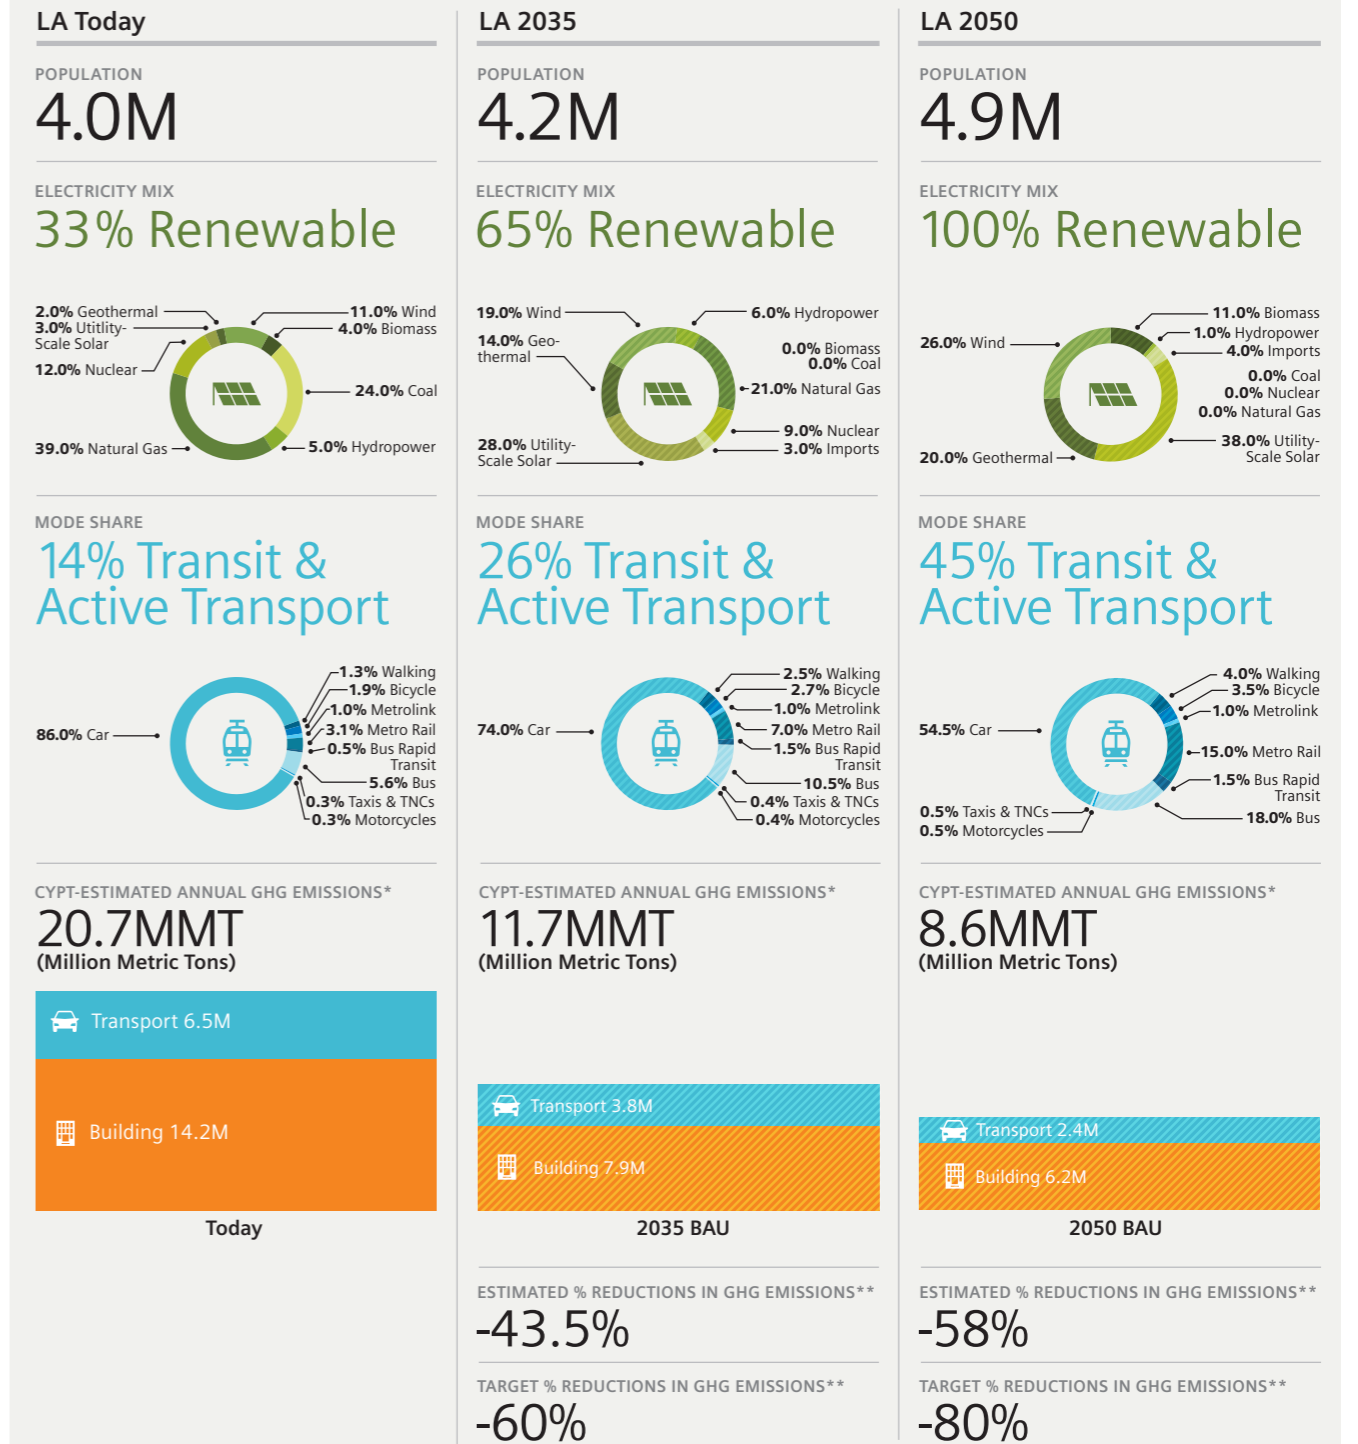 LA Today
POPULATION
4.0M
ELECTRICITY MIX
33% Renewable
2.0% Geothermal
3.0% Utitlity-
Scale Solar
12.0% Nuclear
39.0% Natural Gas
11.0% Wind
4.0% Biomass
24.0% Coal
5.0% Hydropower
MODE SHARE
14% Transit &
Active Transport
86.0% Car
1.3% Walking
1.9% Bicycle
1.0% Metrolink
3.1% Metro Rail
0.5% Bus Rapid
Transit
5.6% Bus
0.3% Taxis & TNCs
0.3% Motorcycles
CYPT-ESTIMATED ANNUAL GHG EMISSIONS*
20.7MMT
(Million Metric Tons)
Transport 6.5M
Building 14.2M
Today
LA 2035
POPULATION
4.2M
ELECTRICITY MIX
65% Renewable
19.0% Wind
14.0% Geo-
thermal
28.0% Utility-
Scale Solar
6.0% Hydropower
0.0% Biomass
0.0% Coal
21.0% Natural Gas
9.0% Nuclear
3.0% Imports
MODE SHARE
26% Transit &
Active Transport
74.0% Car
2.5% Walking
2.7% Bicycle
1.0% Metrolink
7.0% Metro Rail
1.5% Bus Rapid
Transit
10.5% Bus
0.4% Taxis & TNCs
0.4% Motorcycles
CYPT-ESTIMATED ANNUAL GHG EMISSIONS*
11.7MMT
(Million Metric Tons)
Transport 3.8M
Building 7.9M
2035 BAU
ESTIMATED % REDUCTIONS IN GHG EMISSIONS**
-43.5%
TARGET % REDUCTIONS IN GHG EMISSIONS**
-60%
LA 2050
POPULATION
4.9M
ELECTRICITY MIX
100% Renewable
26.0% Wind
20.0% Geothermal
11.0% Biomass
1.0% Hydropower
4.0% Imports
0.0% Coal
0.0% Nuclear
0.0% Natural Gas
38.0% Utility-
Scale Solar
MODE SHARE
45% Transit &
Active Transport
54.5% Car
0.5% Taxis & TNCs
0.5% Motorcycles
4.0% Walking
3.5% Bicycle
1.0% Metrolink
15.0% Metro Rail
1.5% Bus Rapid
Transit
18.0% Bus
CYPT-ESTIMATED ANNUAL GHG EMISSIONS*
8.6MMT
(Million Metric Tons)
Transport 2.4M
Building 6.2M
2050 BAU
ESTIMATED % REDUCTIONS IN GHG EMISSIONS**
-58%
TARGET % REDUCTIONS IN GHG EMISSIONS**
-80%